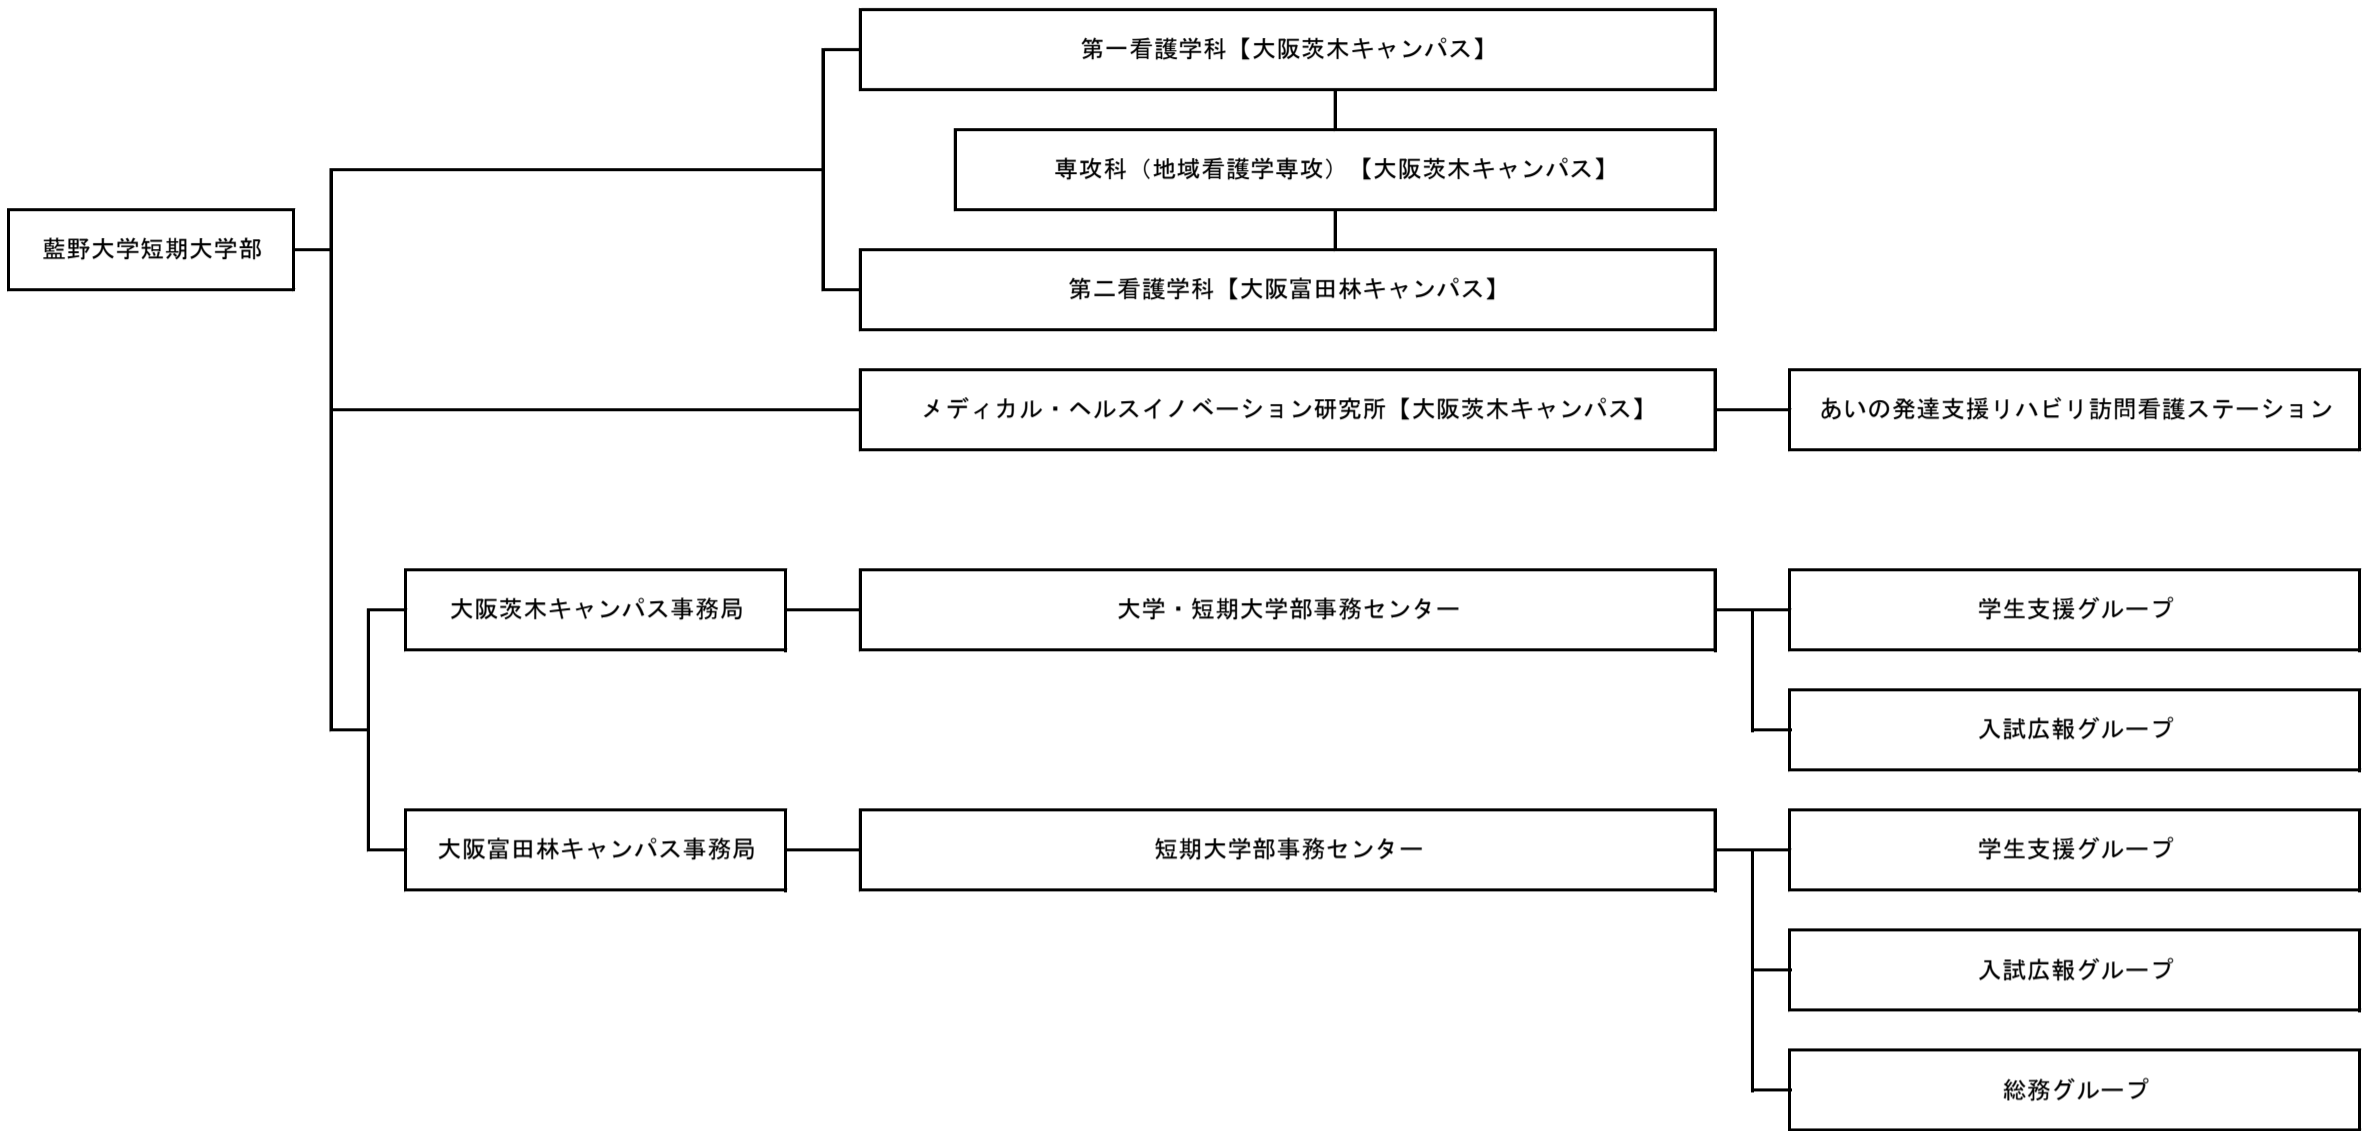 第一看護学科【大阪茨木キャンパス】
専攻科（地域看護学専攻）【大阪茨木キャンパス】
藍野大学短期大学部
第二看護学科【大阪富田林キャンパス】
メディカル・ヘルスイノベーション研究所【大阪茨木キャンパス】
あいの発達支援リハビリ訪問看護ステーション
大阪茨木キャンパス事務局
大学・短期大学部事務センター
学生支援グループ
入試広報グループ
大阪富田林キャンパス事務局
短期大学部事務センター
学生支援グループ
入試広報グループ
総務グループ